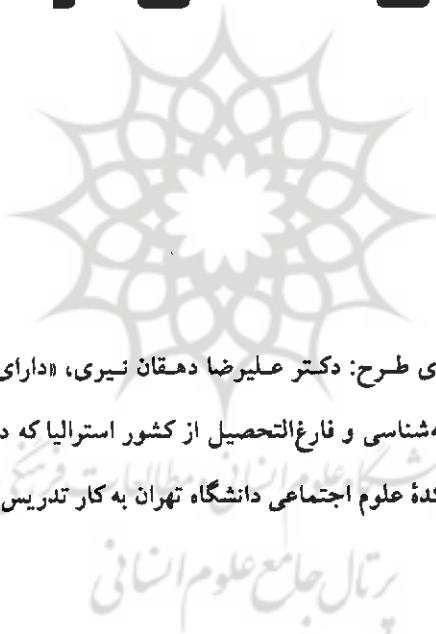 ی طرح: دکتر علیرضا دهقان نیری، «دارای
ه‌شناسی و فارغ‌التحصیل از کشور استرالیا که د
کدهٔ علوم اجتماعی دانشگاه تهران به کار تدریس
پرتال جامع علوم انسانی